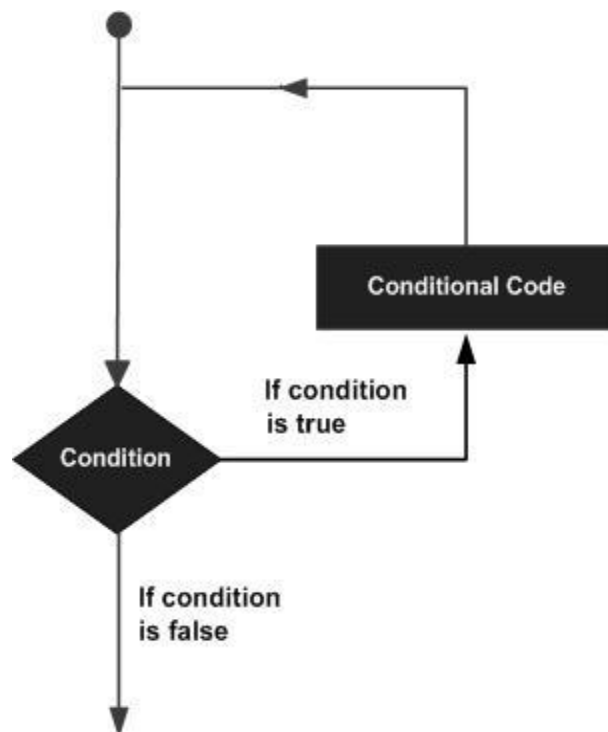 Conditional Code
If condition
is true
Condition
If condition
is false